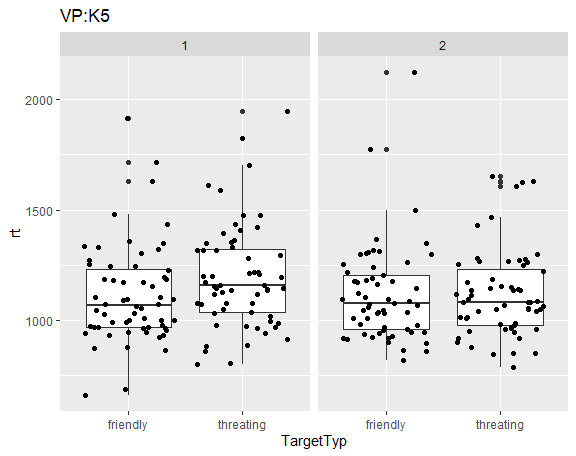 VP:K5
1 2
rt
2000
1500
1000
friendly threating friendly threating
TargetTyp